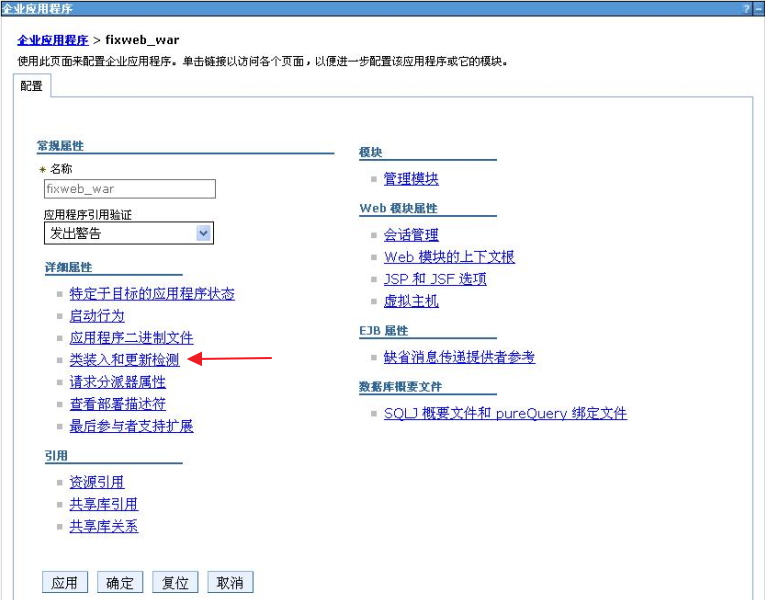 企业应用程序 ? –
企业应用程序 > fixweb_war
使用此页面来配置企业应用程序。单击链接以访问各个页面，以便进一步配置该应用程序或它的模块。
配置
常规属性
* 名称
fixweb_war
应用程序引用验证
发出警告
详细属性
特定于目标的应用程序状态
启动行为
应用程序二进制文件
类装入和更新检测
请求分派器属性
查看部署描述符
最后参与者支持扩展
引用
资源引用
共享库引用
共享库关系
模块
管理模块
Web 模块属性
会话管理
Web 模块的上下文根
JSP 和 JSF 选项
虚拟主机
EJB 属性
缺省消息传递提供者参考
数据库概要文件
SQLJ 概要文件和 pureQuery 绑定文件
应用 确定 复位 取消